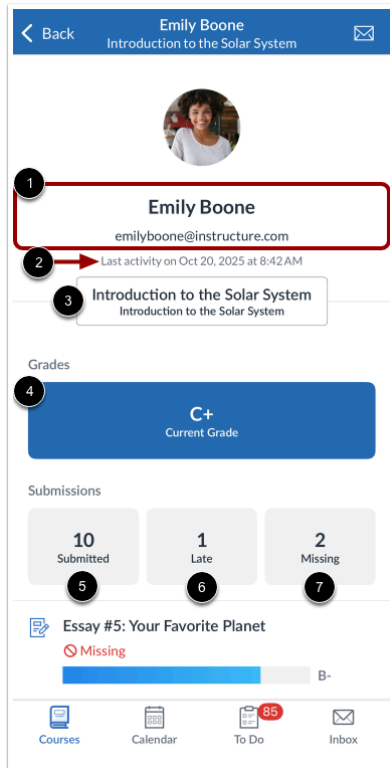 Back
Emily Boone
Introduction to the Solar System
1
Emily Boone
emilyboone@instructure.com
2
Last activity on Oct 20, 2025 at 8:42 AM
3
Introduction to the Solar System
Introduction to the Solar System
Grades
4
C+
Current Grade
Submissions
10
Submitted
5
1
Late
6
2
Missing
7
Essay #5: Your Favorite Planet
Missing
B-
Courses
Calendar
85
To Do
Inbox